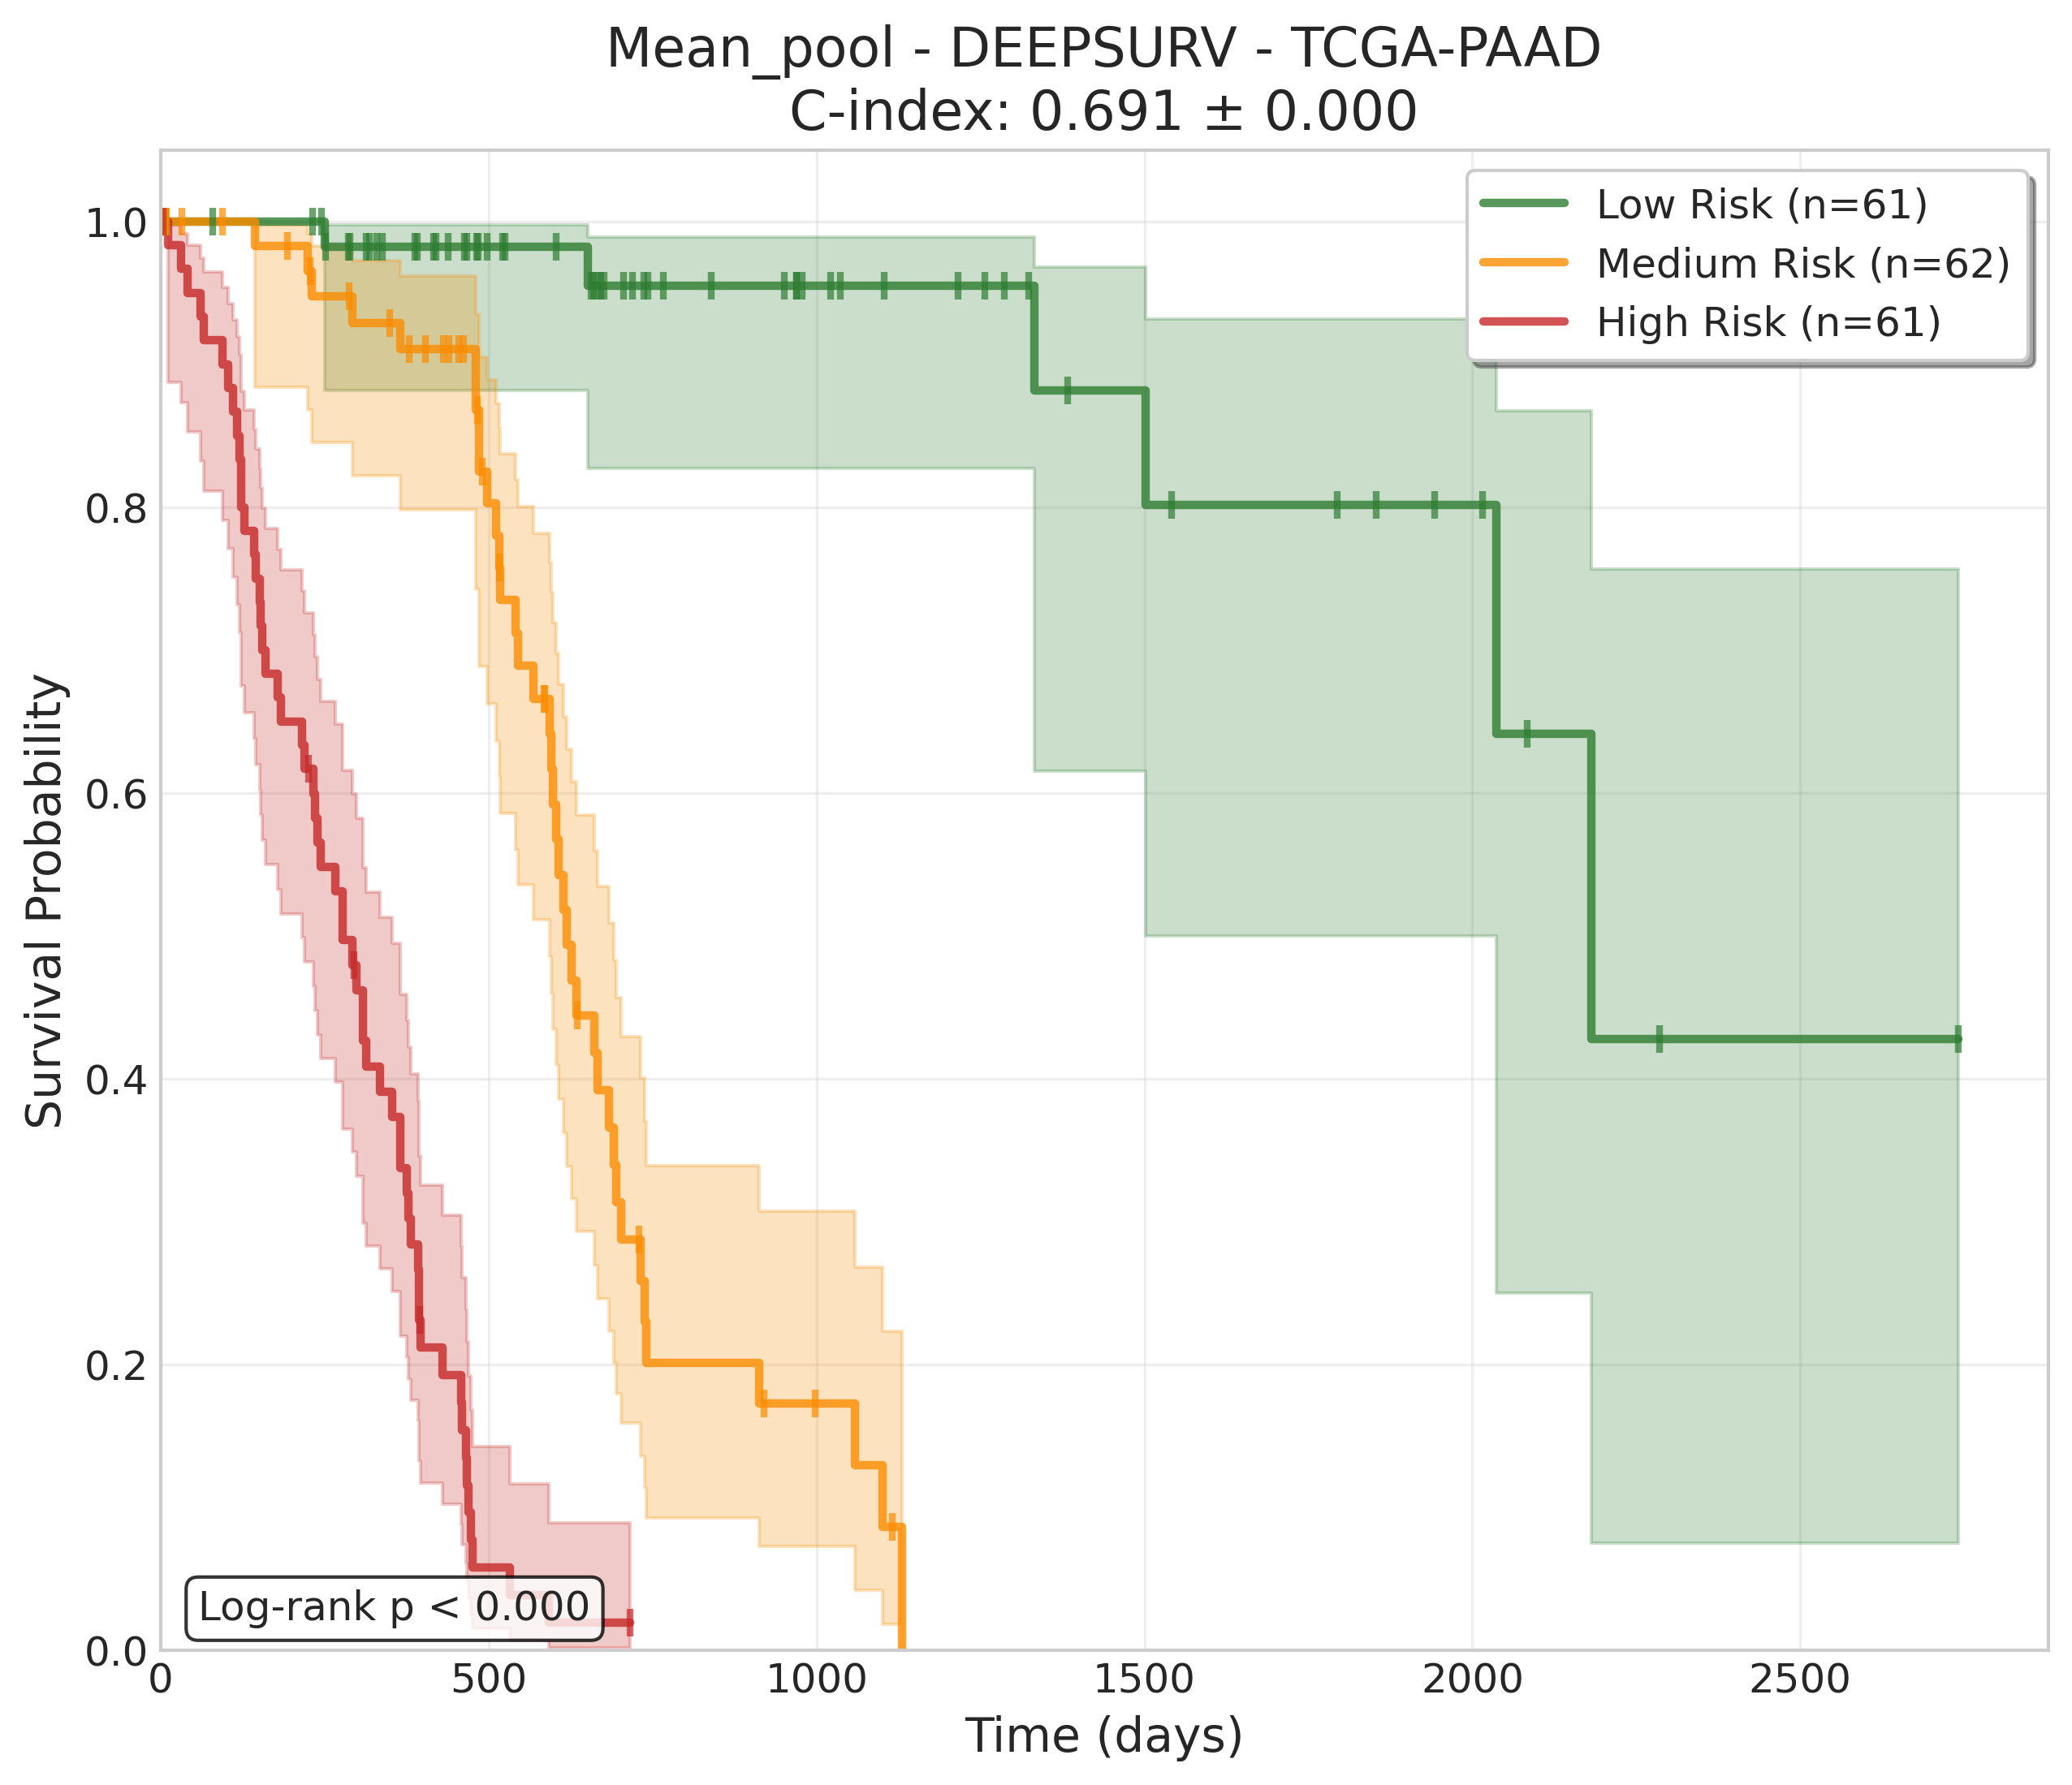 Mean_pool - DEEPSURV - TCGA-PAAD
C-index: 0.691 ± 0.000
Low Risk (n=61)
Medium Risk (n=62)
High Risk (n=61)
Survival Probability
1.0
0.8
0.6
0.4
0.2
0.0
Log-rank p < 0.000
0 500 1000 1500 2000 2500
Time (days)